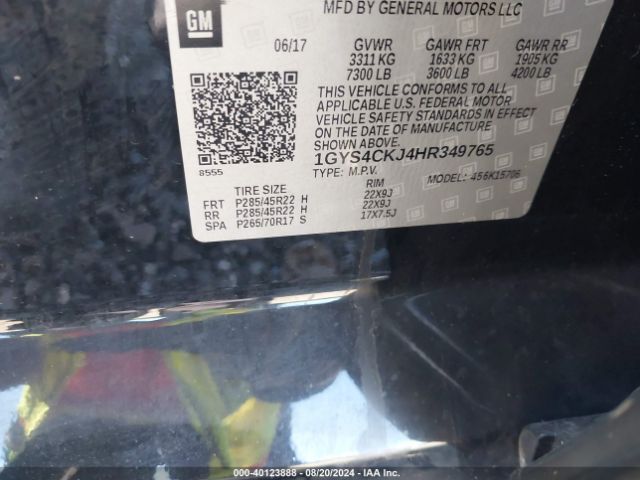 GM
MFD BY GENERAL MOTORS LLC
06/17 GVWR GAWR FRT GAWR RR
3311 KG 1633 KG 1905 KG
7300 LB 3600 LB 4200 LB
THIS VEHICLE CONFORMS TO ALL
APPLICABLE U.S. FEDERAL MOTOR
VEHICLE SAFETY STANDARDS IN EFFECT
ON THE DATE OF MANUFACTURE
SHOWN ABOVE.
1GYS4CKJ4HR349765
8555
TYPE: M.P.V. MODEL: 456K15706
TIRE SIZE RIM
FRT P285/45R22 H 22X9J
RR P285/45R22 H 22X9J
SPA P265/70R17 S 17X7.5J
000-40123888 - 08/20/2024 - IAA Inc.